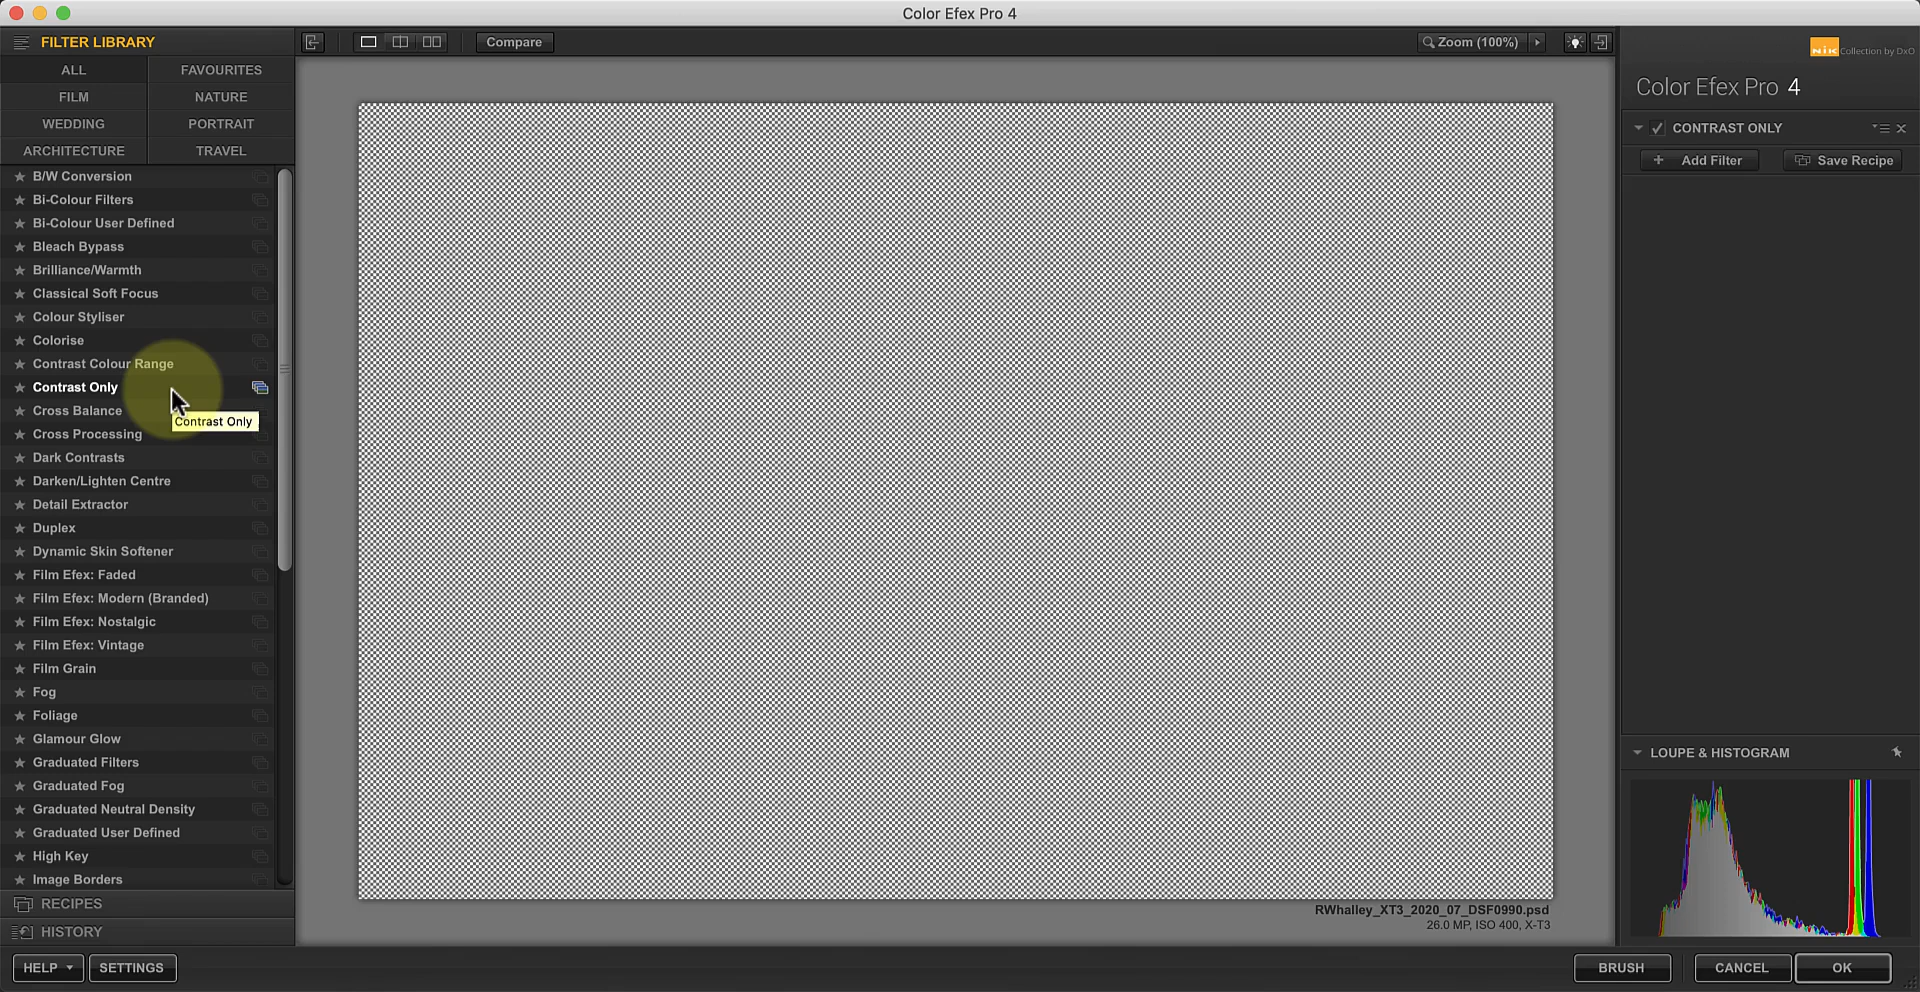 Color Efex Pro 4
FILTER LIBRARY
Compare
Zoom (100%)
ALL
FAVOURITES
FILM
NATURE
WEDDING
PORTRAIT
ARCHITECTURE
TRAVEL
B/W Conversion
Bi-Colour Filters
Bi-Colour User Defined
Bleach Bypass
Brilliance/Warmth
Classical Soft Focus
Colour Styliser
Colorise
Contrast Colour Range
Contrast Only
Contrast Only
Cross Balance
Cross Processing
Dark Contrasts
Darken/Lighten Centre
Detail Extractor
Duplex
Dynamic Skin Softener
Film Efex: Faded
Film Efex: Modern (Branded)
Film Efex: Nostalgic
Film Efex: Vintage
Film Grain
Fog
Foliage
Glamour Glow
Graduated Filters
Graduated Fog
Graduated Neutral Density
Graduated User Defined
High Key
Image Borders
RECIPES
HISTORY
HELP
SETTINGS
RWhalley_XT3_2020_07_DSF0990.psd
26.0 MP, ISO 400, X-T3
Nik Collection by DxO
Color Efex Pro 4
CONTRAST ONLY
+ Add Filter
Save Recipe
LOUPE & HISTOGRAM
BRUSH
CANCEL
OK